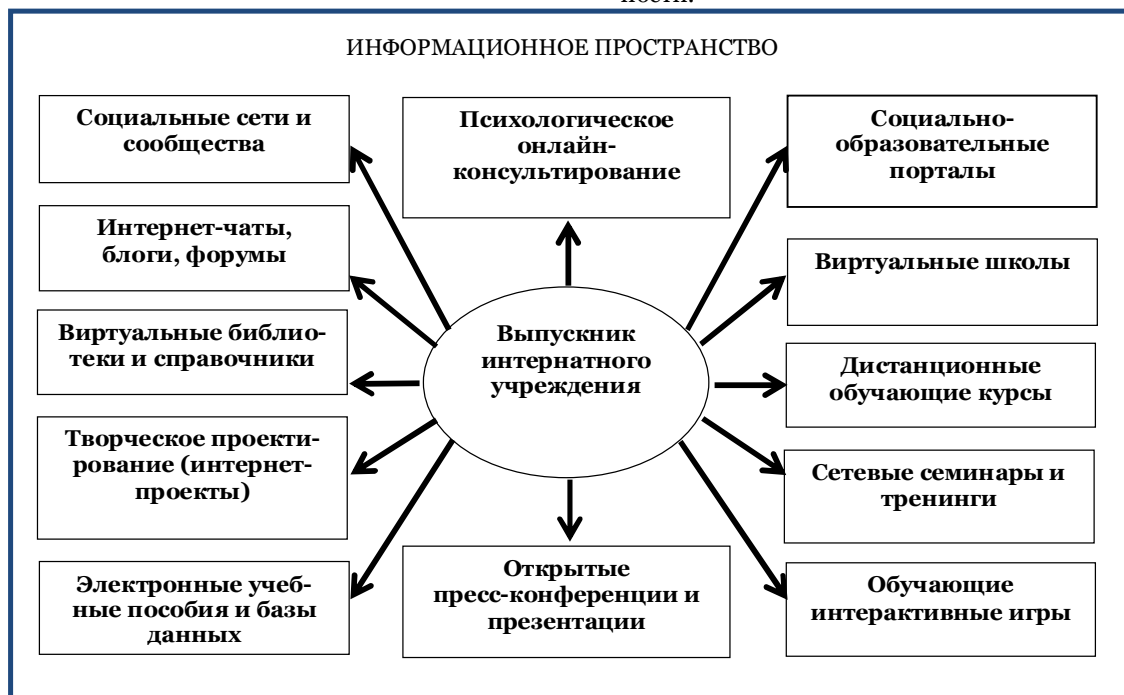 ности.
ИНФОРМАЦИОННОЕ ПРОСТРАНСТВО
Социальные сети и
сообщества
Интернет-чаты,
блоги, форумы
Виртуальные библио-
теки и справочники
Творческое проекти-
рование (интернет-
проекты)
Электронные учеб-
ные пособия и базы
данных
Психологическое
онлайн-
консультирование
Выпускник
интернатного
учреждения
Открытые
пресс-конференции и
презентации
Социально-
образовательные
порталы
Виртуальные школы
Дистанционные
обучающие курсы
Сетевые семинары и
тренинги
Обучающие
интерактивные игры